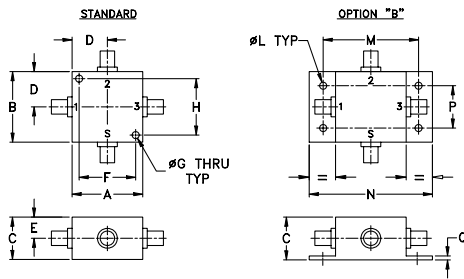 STANDARD
D
2
D
B
1
3
H
S
øG THRU
TYP
F
A
E
C
OPTION "B"
øL TYP
M
2
1
3
P
S
=
=
N
C
Q